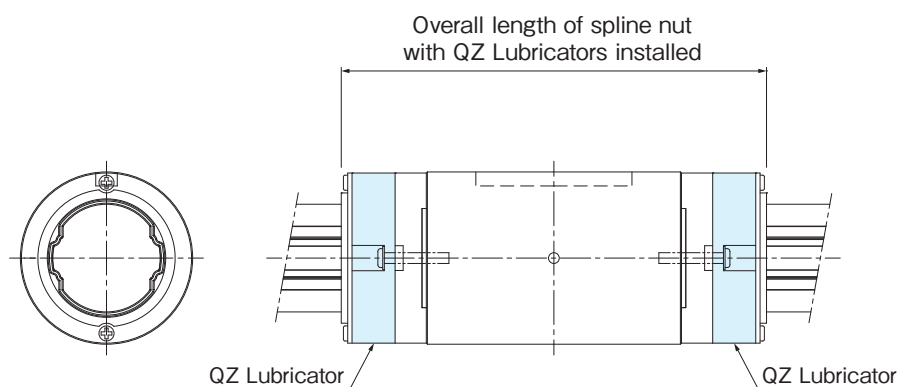 Overall length of spline nut
with QZ Lubricators installed
QZ Lubricator
QZ Lubricator